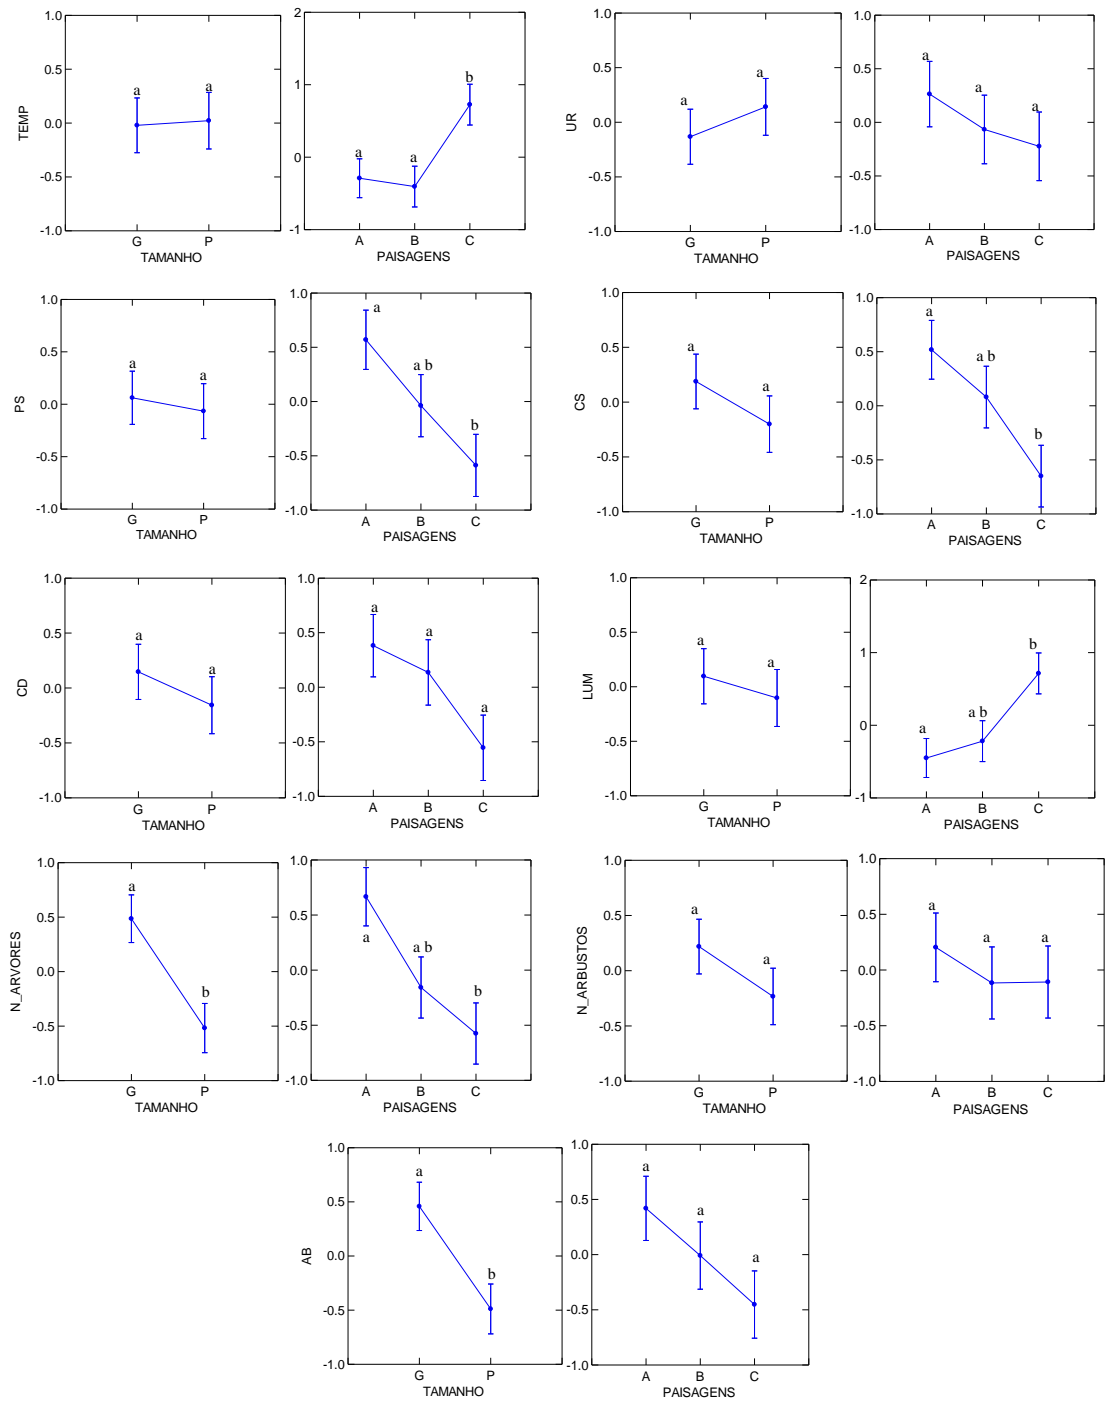 1.0
0.5
0.0
-0.5
-1.0
TEMP
a a
G P
TAMANHO
2
1
0
-1
a a b
A B C
PAISAGENS
1.0
0.5
0.0
-0.5
-1.0
UR
a a
G P
TAMANHO
1.0
0.5
0.0
-0.5
-1.0
a a a
A B C
PAISAGENS
1.0
0.5
0.0
-0.5
-1.0
PS
a a
G P
TAMANHO
1.0
0.5
0.0
-0.5
-1.0
a a b b
A B C
PAISAGENS
1.0
0.5
0.0
-0.5
-1.0
CS
a a
G P
TAMANHO
1.0
0.5
0.0
-0.5
-1.0
a a b b
A B C
PAISAGENS
1.0
0.5
0.0
-0.5
-1.0
CD
a a
G P
TAMANHO
1.0
0.5
0.0
-0.5
-1.0
a a a
A B C
PAISAGENS
1.0
0.5
0.0
-0.5
-1.0
LUM
a a
G P
TAMANHO
2
1
0
-1
a a b b
A B C
PAISAGENS
1.0
0.5
0.0
-0.5
-1.0
N_ARVORES
a b
G P
TAMANHO
1.0
0.5
0.0
-0.5
-1.0
a a b b
A B C
PAISAGENS
1.0
0.5
0.0
-0.5
-1.0
N_ARBUSTOS
a a
G P
TAMANHO
1.0
0.5
0.0
-0.5
-1.0
a a a
A B C
PAISAGENS
1.0
0.5
0.0
-0.5
-1.0
AB
a b
G P
TAMANHO
1.0
0.5
0.0
-0.5
-1.0
a a a
A B C
PAISAGENS